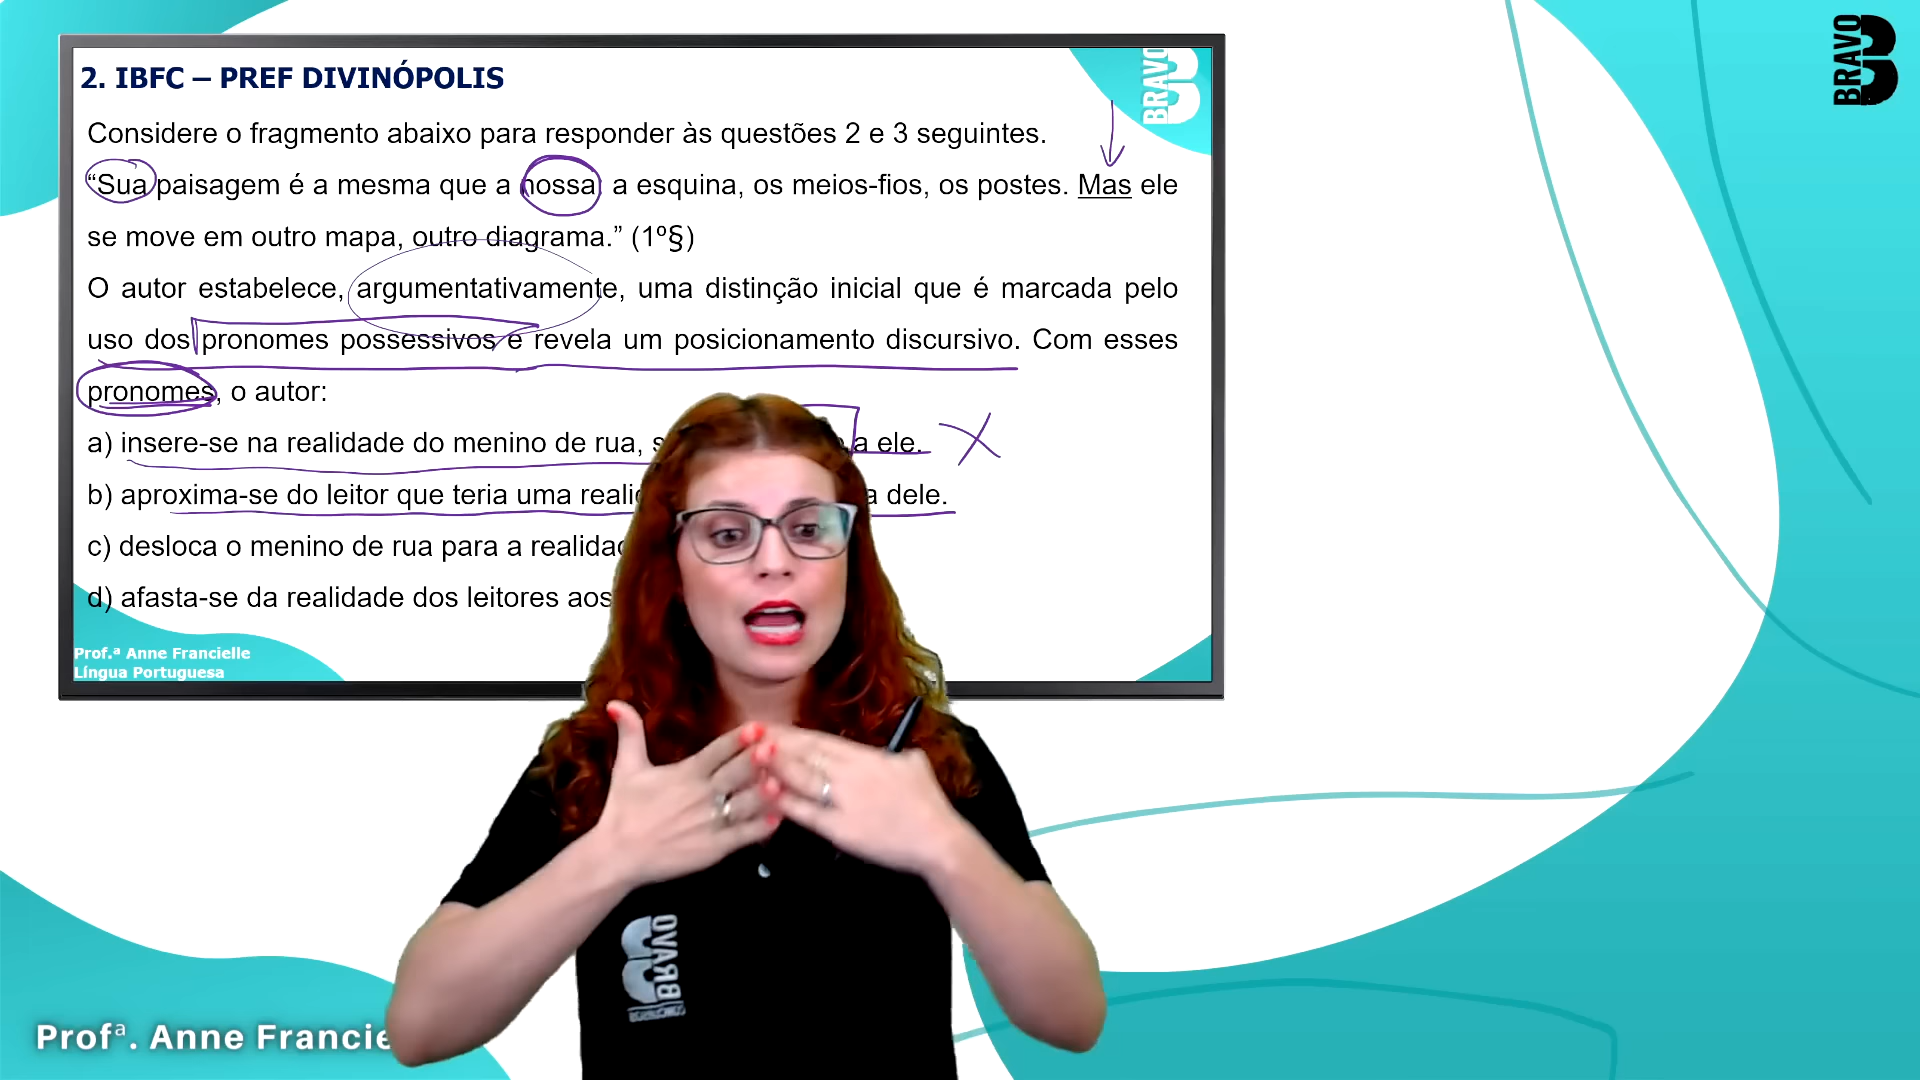 BRAVO
2. IBFC – PREF DIVINÓPOLIS
BRAVO
Considere o fragmento abaixo para responder às questões 2 e 3 seguintes.
“Sua paisagem é a mesma que a nossa: a esquina, os meios-fios, os postes. Mas ele
se move em outro mapa, outro diagrama.” (1º§)
O autor estabelece, argumentativamente, uma distinção inicial que é marcada pelo
uso dos pronomes possessivos e revela um posicionamento discursivo. Com esses
pronomes, o autor:
a) insere-se na realidade do menino de rua, a ele.
b) aproxima-se do leitor que teria uma dele.
c) desloca o menino de rua para a
d) afasta-se da realidade dos leitores aos
Prof.ª Anne Francielle
Língua Portuguesa
BRAVO
Profª. Anne